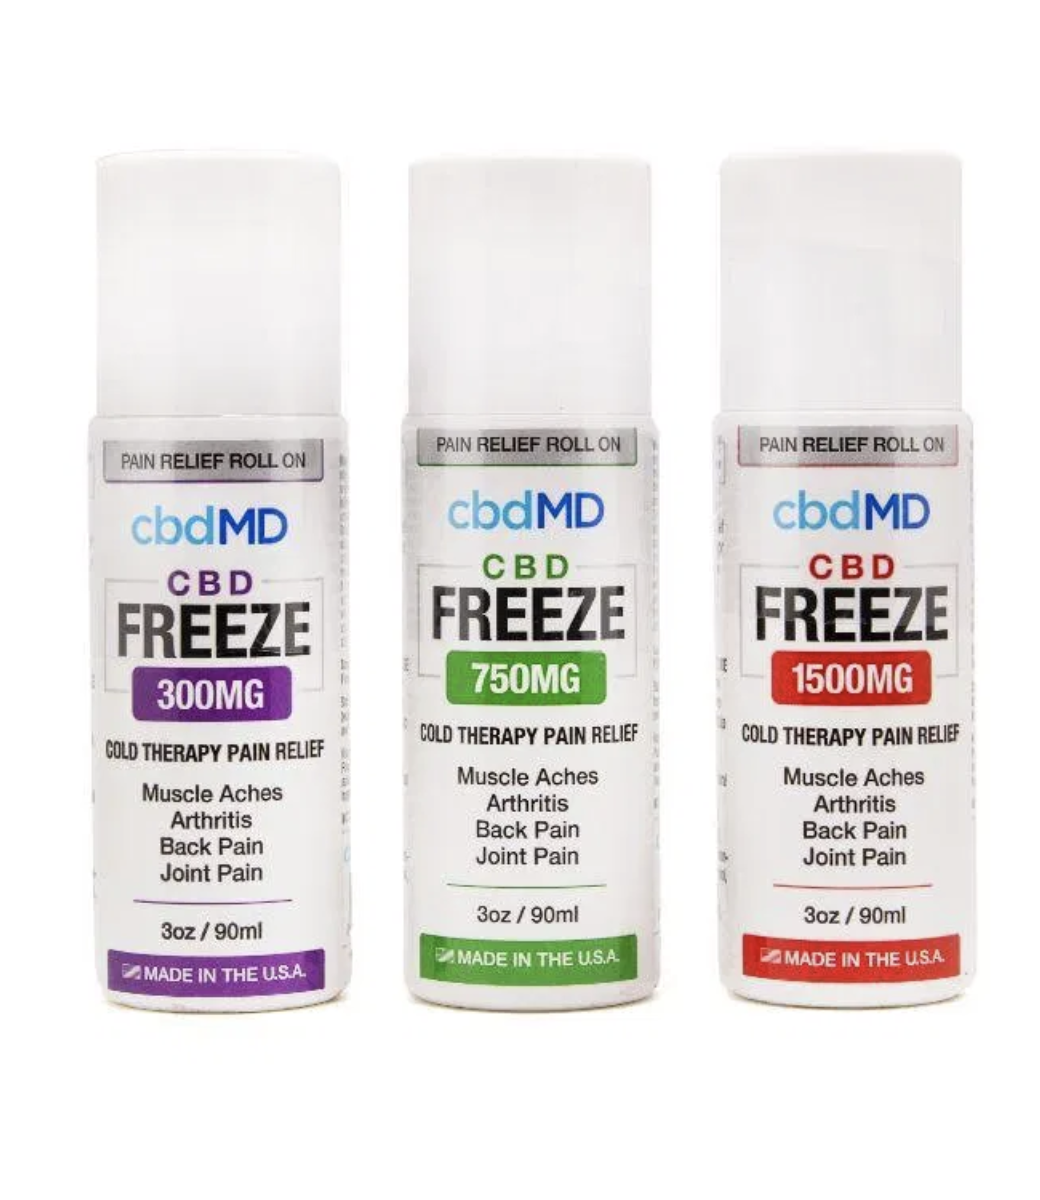 PAIN RELIEF ROLL ON
cbdMD
CBD
FREEZE
300MG
COLD THERAPY PAIN RELIEF
Muscle Aches
Arthritis
Back Pain
Joint Pain
3oz / 90ml
MADE IN THE U.S.A.
PAIN RELIEF ROLL ON
cbdMD
CBD
FREEZE
750MG
COLD THERAPY PAIN RELIEF
Muscle Aches
Arthritis
Back Pain
Joint Pain
3oz / 90ml
MADE IN THE U.S.A.
PAIN RELIEF ROLL ON
cbdMD
CBD
FREEZE
1500MG
COLD THERAPY PAIN RELIEF
Muscle Aches
Arthritis
Back Pain
Joint Pain
3oz / 90ml
MADE IN THE U.S.A.